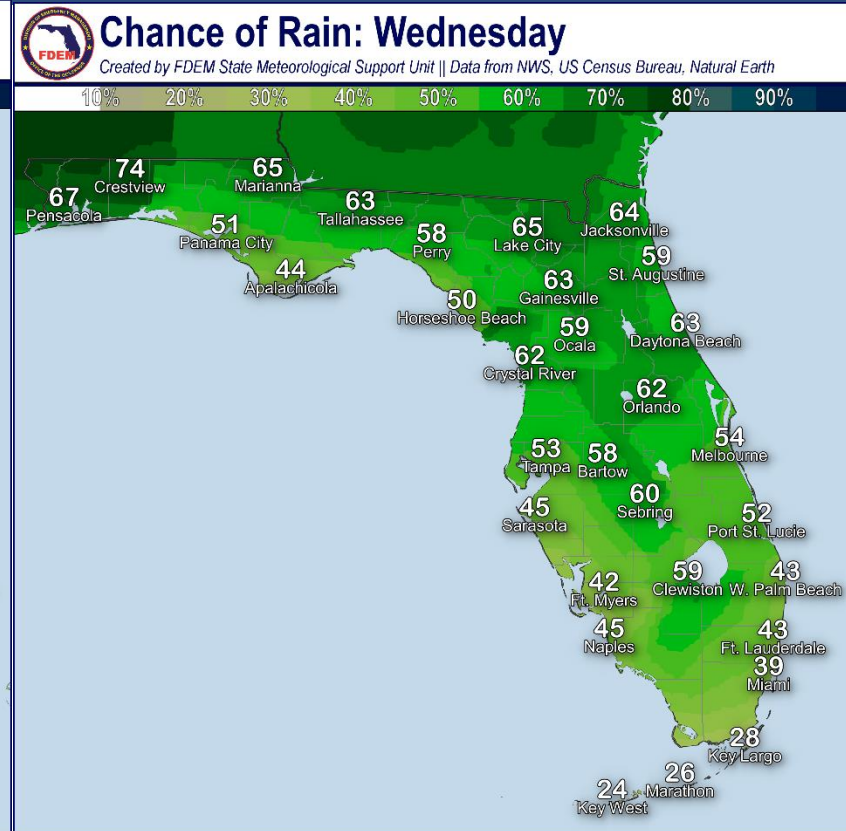 Chance of Rain: Wednesday
Created by FDEM State Meteorological Support Unit || Data from NWS, US Census Bureau, Natural Earth
FDEM
10% 20% 30% 40% 50% 60% 70% 80% 90%
74
Crestview
65
Marianna
67
Pensacola
63
Tallahassee
51
Panama City
58
Perry
65
Lake City
64
Jacksonville
44
Apalachicola
59
St. Augustine
63
Gainesville
50
Horseshoe Beach
59
Ocala
63
Daytona Beach
62
Crystal River
62
Orlando
54
Melbourne
53
Tampa
58
Bartow
60
Sebring
45
Sarasota
52
Port St. Lucie
42
Ft. Myers
59
Clewiston
43
W. Palm Beach
45
Naples
43
Ft. Lauderdale
39
Miami
28
Key Largo
26
Marathon
24
Key West